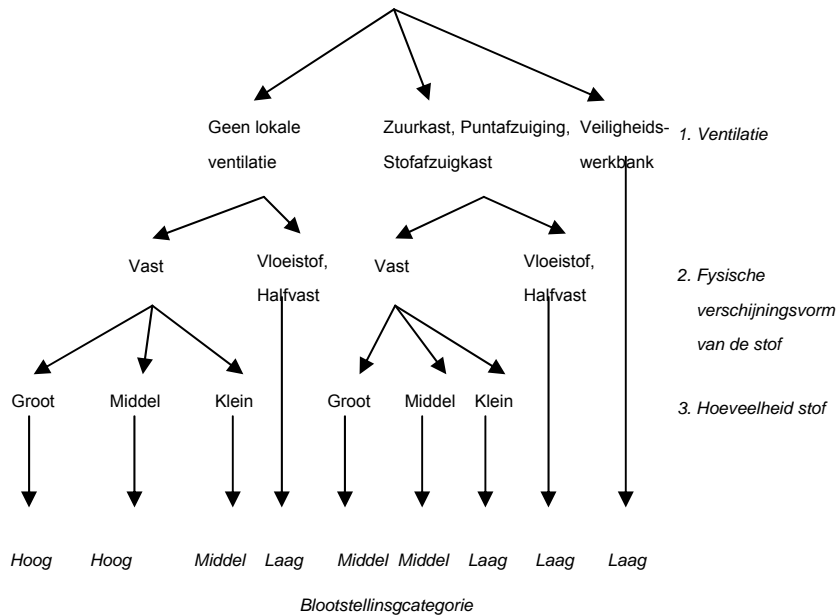 Geen lokale
ventilatie
Zuurkast, Puntafzuiging,
Stofafzuigkast
Veiligheids-
werkbank
1. Ventilatie
Vast
Vloeistof,
Halfvast
Vast
Vloeistof,
Halfvast
2. Fysische
verschijningsvorm
van de stof
Groot
Middel
Klein
Groot
Middel
Klein
3. Hoeveelheid stof
Hoog
Hoog
Middel
Laag
Middel
Middel
Laag
Laag
Laag
Blootstellinsgcategorie